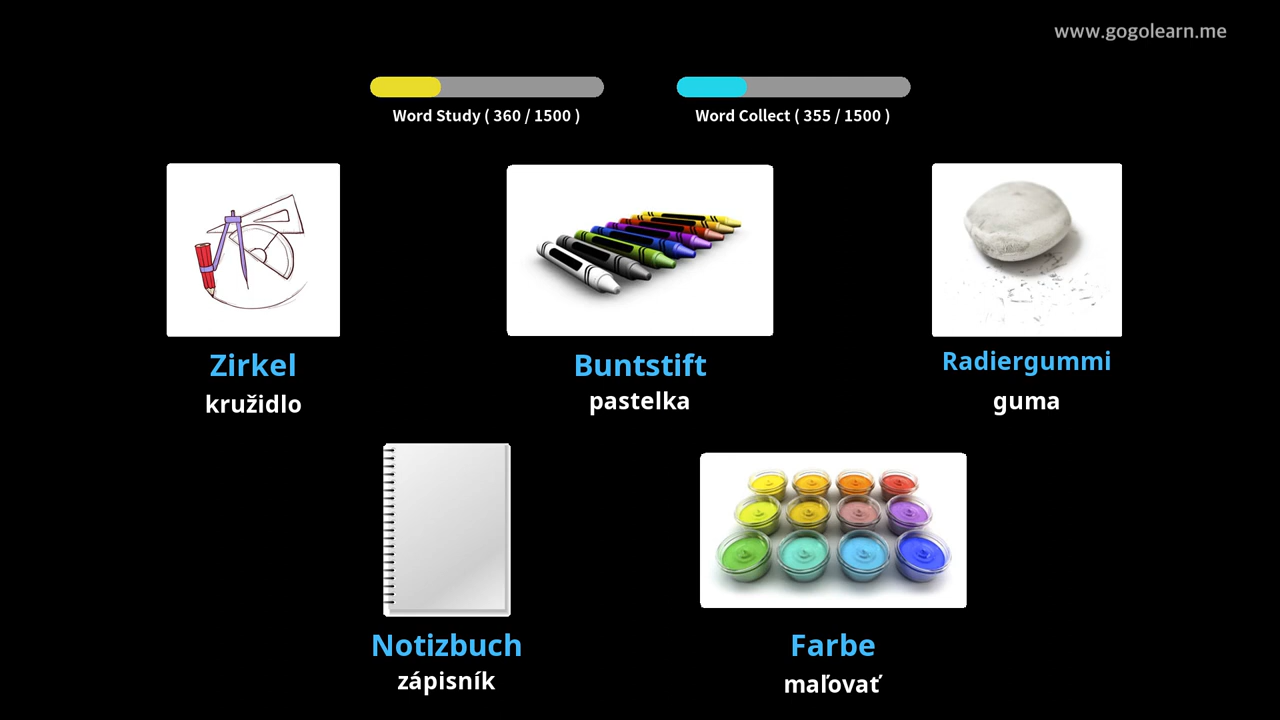 www.gogolearn.me
Word Study ( 360 / 1500 )
Word Collect ( 355 / 1500 )
Zirkel
kružidlo
Buntstift
pastelka
Radiergummi
guma
Notizbuch
zápisník
Farbe
maľovať